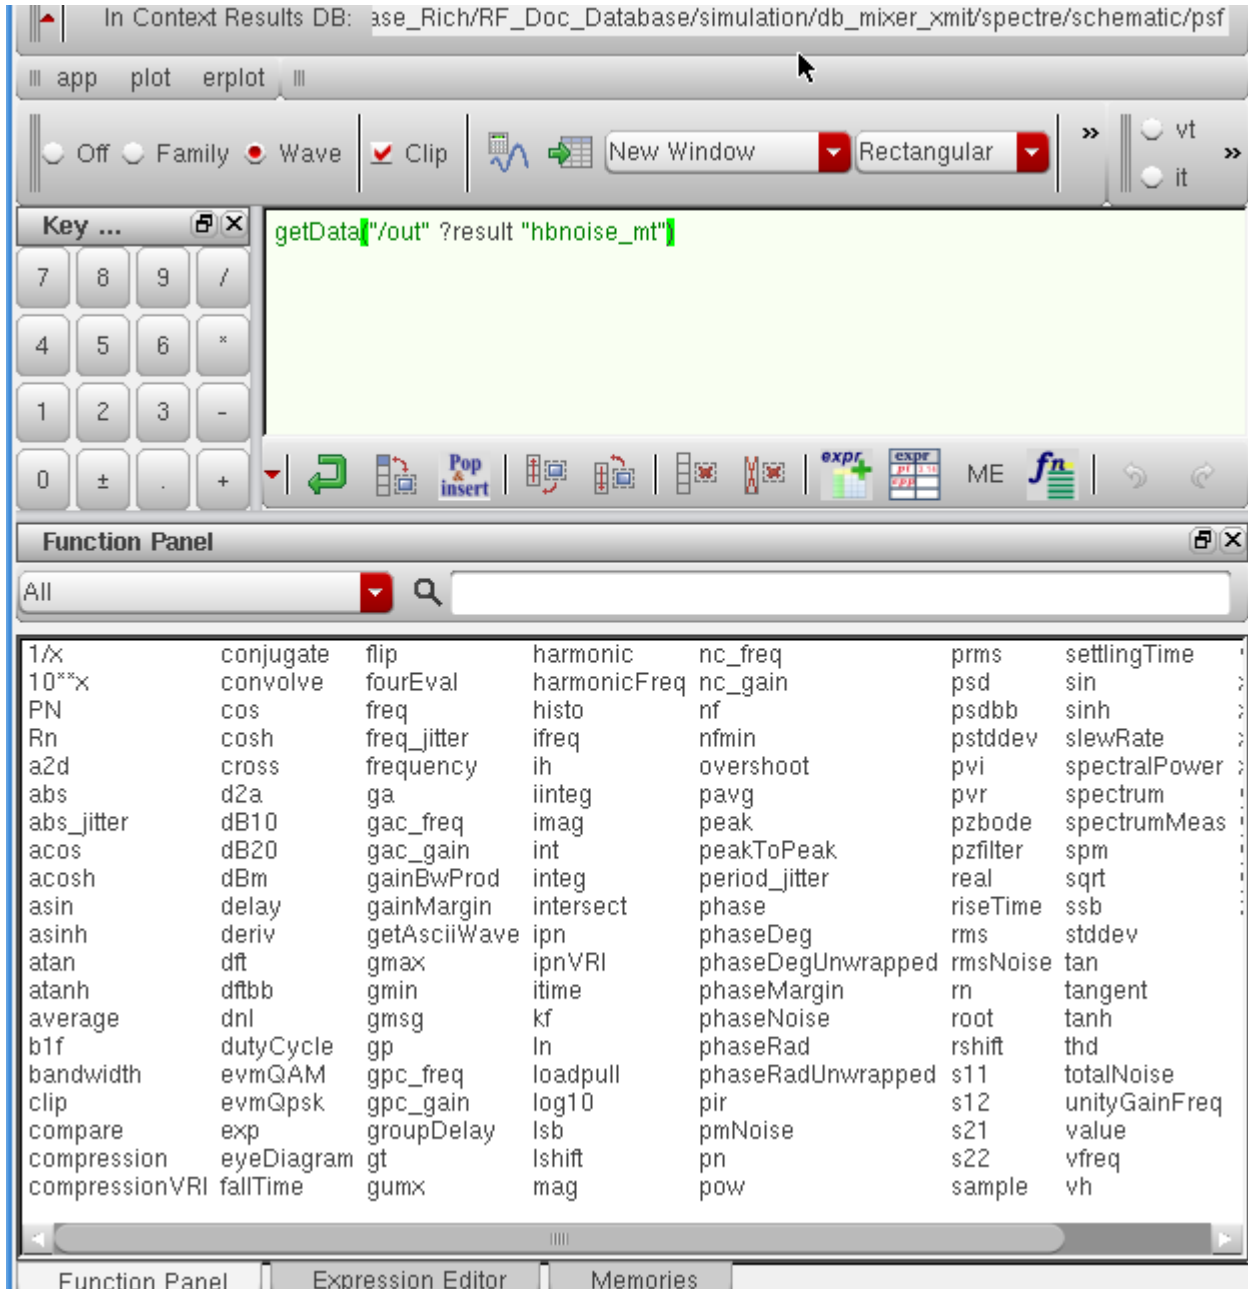 In Context Results DB: ase_Rich/RF_Doc_Database/simulation/db_mixer_xmit/spectre/schematic/psf
app plot erplot
Off Family Wave Clip New Window Rectangular » vt »
it
Key ...
getData("/out" ?result "hbnoise_mt")
7 8 9 /
4 5 6 *
1 2 3 -
0 ± . +
Pop & insert expr expr ME fn
Function Panel
All
1/x conjugate flip harmonic nc_freq prms settlingTime
10**x convolve fourEval harmonicFreq nc_gain psd sin
PN cos freq histo nf psdbb sinh
Rn cosh freq_jitter ifreq nfmin pstddev slewRate
a2d cross frequency ih overshoot pvi spectralPower
abs d2a ga iinteg pavg pvr spectrum
abs_jitter dB10 gac_freq imag peak pzbode spectrumMeas
acos dB20 gac_gain int peakToPeak pzfilter spm
acosh dBm gainBwProd integ period_jitter real sqrt
asin delay gainMargin intersect phase riseTime ssb
asinh deriv getAsciiWave ipn phaseDeg rms stddev
atan dft gmax ipnVRI phaseDegUnwrapped rmsNoise tan
atanh dftbb gmin itime phaseMargin rn tangent
average dnl gmsg kf phaseNoise root tanh
b1f dutyCycle gp ln phaseRad rshift thd
bandwidth evmQAM gpc_freq loadpull phaseRadUnwrapped s11 totalNoise
clip evmQpsk gpc_gain log10 pir s12 unityGainFreq
compare exp groupDelay lsb pmNoise s21 value
compression eyeDiagram gt lshift pn s22 vfreq
compressionVRI fallTime gumx mag pow sample vh
Function Panel Expression Editor Memories